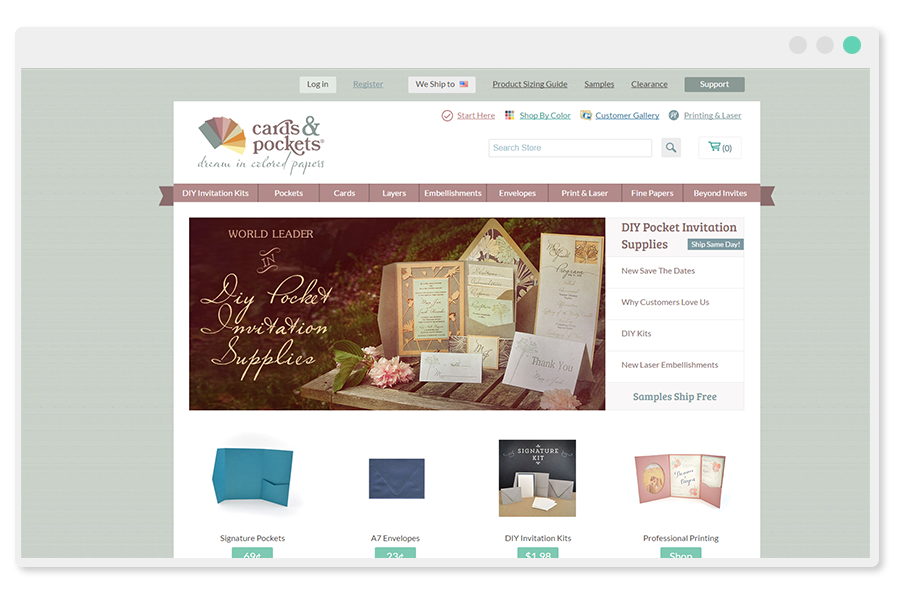 Log in
Register
We Ship to
Product Sizing Guide
Samples
Clearance
Support
Start Here
Shop By Color
Customer Gallery
Printing & Laser
cards &
pockets®
dream in colored papers
Search Store
(0)
DIY Invitation Kits
Pockets
Cards
Layers
Embellishments
Envelopes
Print & Laser
Fine Papers
Beyond Invites
WORLD LEADER
IN
Diy Pocket
Invitation
Supplies
Thank You
DIY Pocket Invitation
Supplies
Ship Same Day!
New Save The Dates
Why Customers Love Us
DIY Kits
New Laser Embellishments
Samples Ship Free
SIGNATURE
KIT
Signature Pockets
A7 Envelopes
DIY Invitation Kits
Professional Printing
69¢
23¢
$1.98
Shop